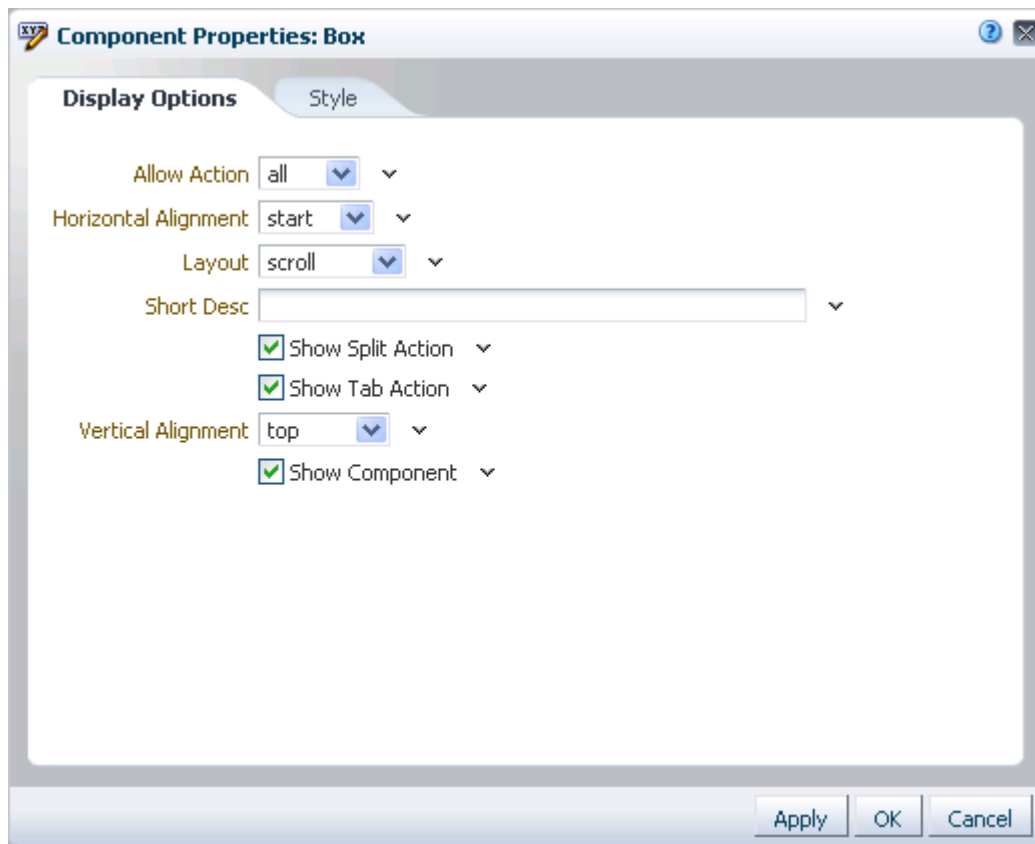 Component Properties: Box
Display Options Style
Allow Action all
Horizontal Alignment start
Layout scroll
Short Desc
Show Split Action
Show Tab Action
Vertical Alignment top
Show Component
Apply OK Cancel